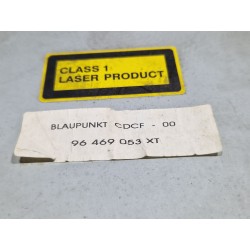 CLASS 1
LASER PRODUCT
BLAUPUNKT CDCF - 00
96 469 053 XT